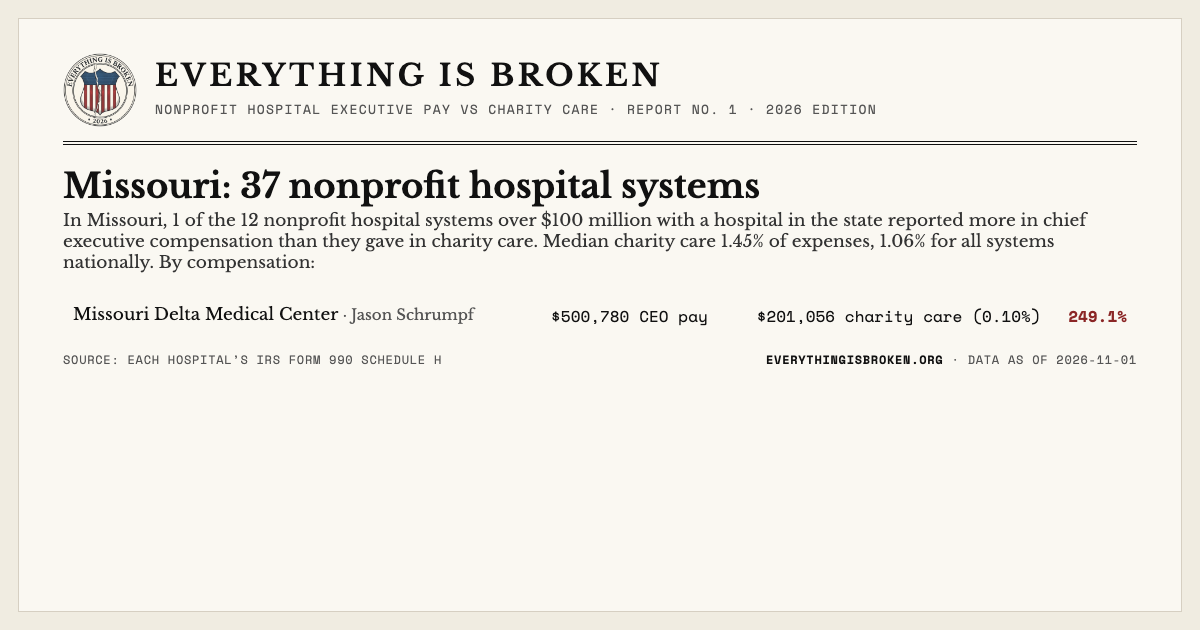 EVERYTHING IS BROKEN
· 2026 ·
EVERYTHING IS BROKEN
NONPROFIT HOSPITAL EXECUTIVE PAY VS CHARITY CARE · REPORT NO. 1 · 2026 EDITION
Missouri: 37 nonprofit hospital systems
In Missouri, 1 of the 12 nonprofit hospital systems over $100 million with a hospital in the state reported more in chief
executive compensation than they gave in charity care. Median charity care 1.45% of expenses, 1.06% for all systems
nationally. By compensation:
Missouri Delta Medical Center · Jason Schrumpf $500,780 CEO pay $201,056 charity care (0.10%) 249.1%
SOURCE: EACH HOSPITAL’S IRS FORM 990 SCHEDULE H EVERYTHINGISBROKEN.ORG · DATA AS OF 2026-11-01